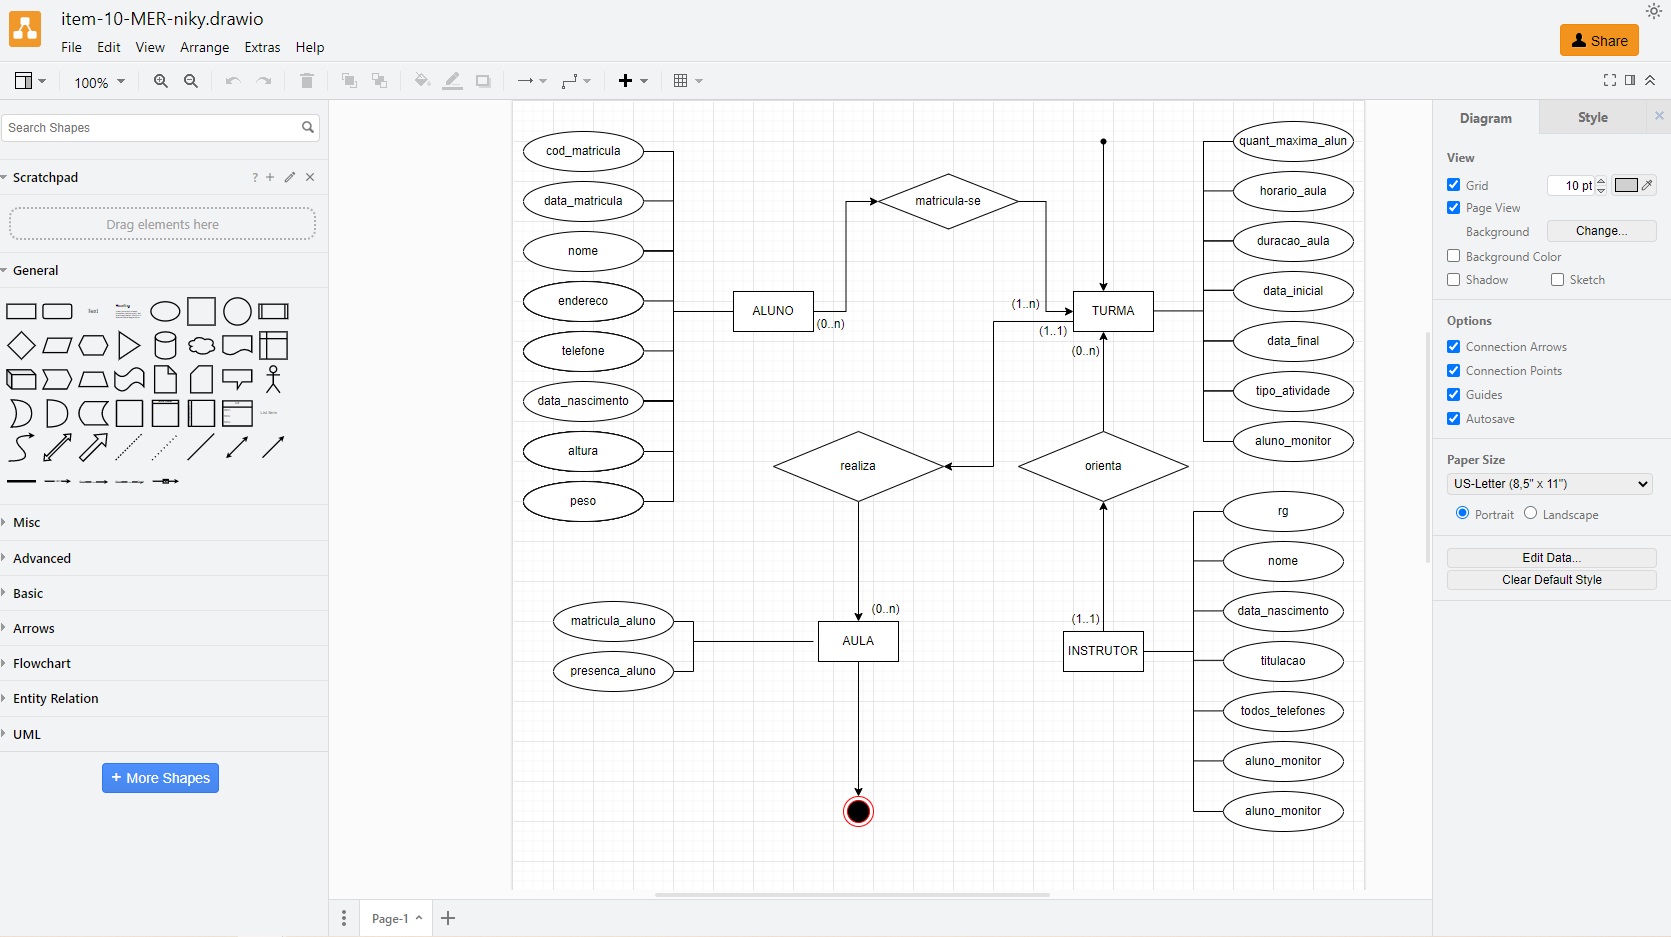 item-10-MER-niky.drawio
File Edit View Arrange Extras Help
Share
100%
Search Shapes
Scratchpad
?
Drag elements here
General
Text
Heading
List Item
Misc
Advanced
Basic
Arrows
Flowchart
Entity Relation
UML
+ More Shapes
cod_matricula
data_matricula
nome
endereco
telefone
data_nascimento
altura
peso
ALUNO
(0..n)
matricula-se
(1..n)
TURMA
(1..1)
(0..n)
quant_maxima_alun
horario_aula
duracao_aula
data_inicial
data_final
tipo_atividade
aluno_monitor
realiza
orienta
(0..n)
AULA
matricula_aluno
presenca_aluno
(1..1)
INSTRUTOR
rg
nome
data_nascimento
titulacao
todos_telefones
aluno_monitor
aluno_monitor
Page-1
Diagram Style
View
Grid 10 pt
Page View
Background Change...
Background Color
Shadow Sketch
Options
Connection Arrows
Connection Points
Guides
Autosave
Paper Size
US-Letter (8,5" x 11")
Portrait Landscape
Edit Data...
Clear Default Style